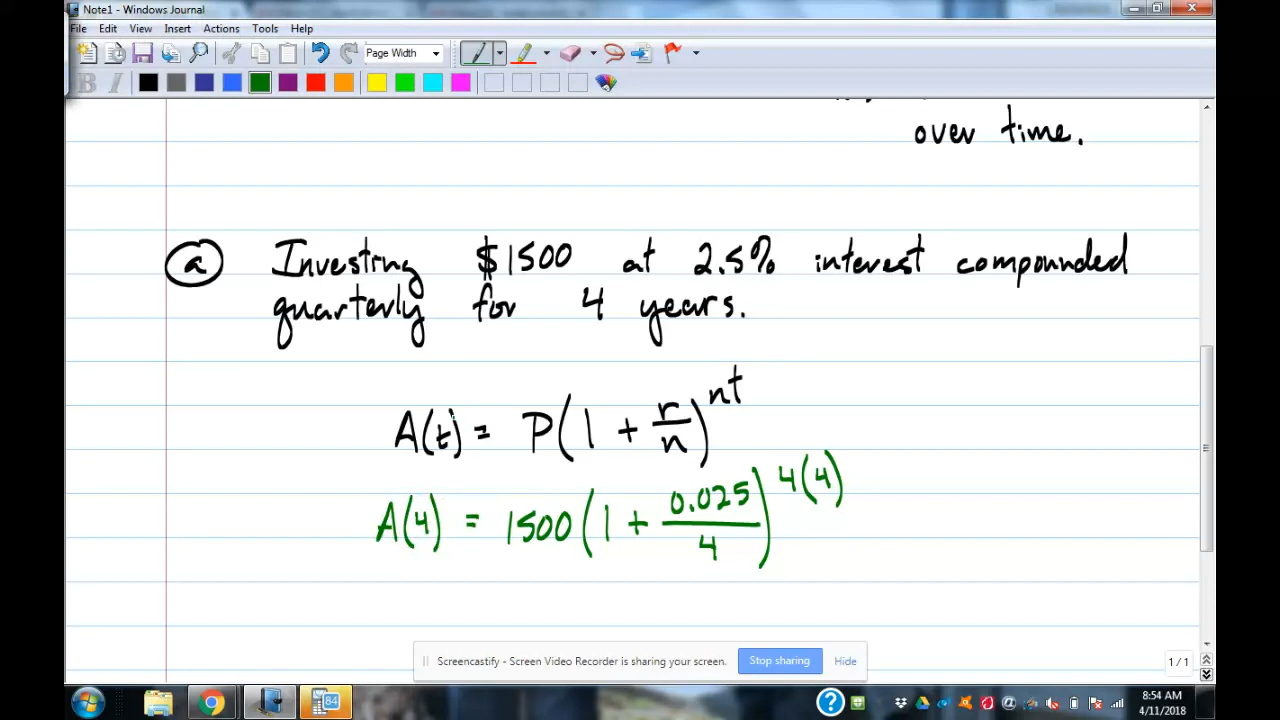 Note1 - Windows Journal
File Edit View Insert Actions Tools Help
Page Width
B I
over time.
a Investing $1500 at 2.5% interest compounded
quarterly for 4 years.
A(t) = P(1 + r/n)^nt
A(4) = 1500(1 + 0.025/4)^4(4)
Screencastify - Screen Video Recorder is sharing your screen. Stop sharing Hide
1 / 1
84
8:54 AM
4/11/2018